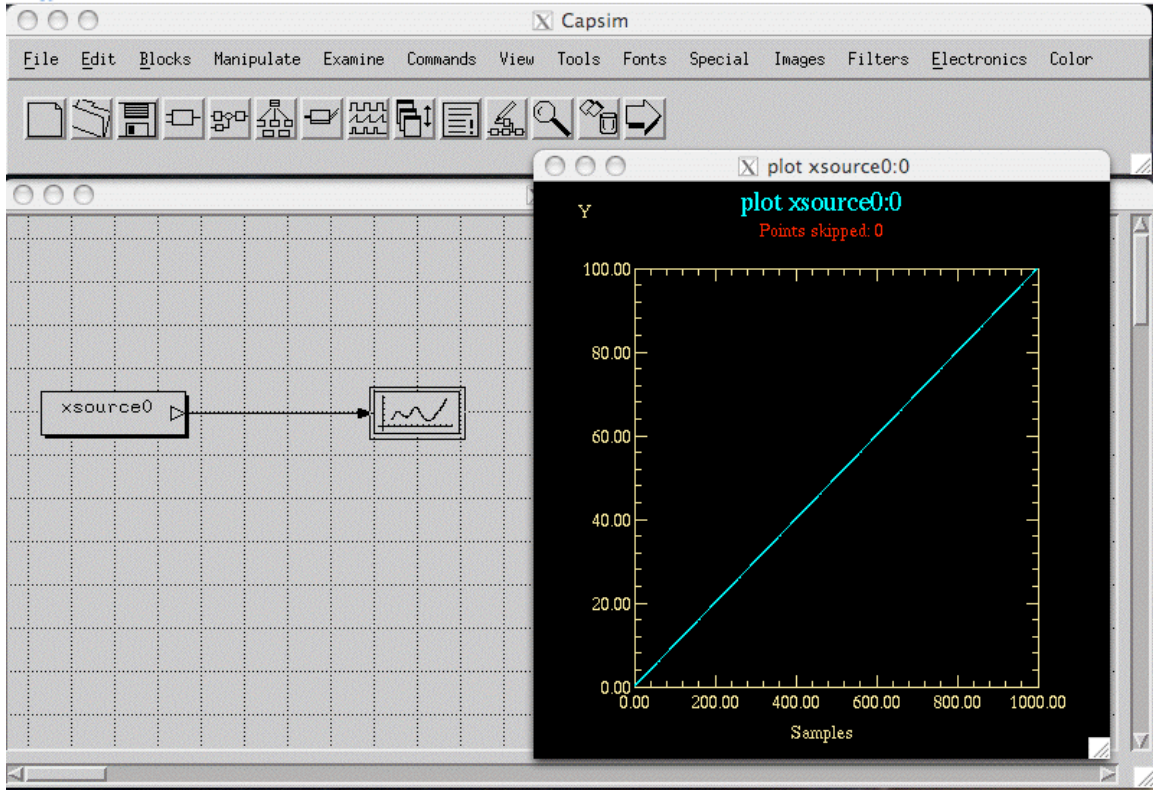 X Capsim
File Edit Blocks Manipulate Examine Commands View Tools Fonts Special Images Filters Electronics Color
X plot xsource0:0
plot xsource0:0
Y
Points skipped: 0
100.00
80.00
60.00
40.00
20.00
0.00
0.00 200.00 400.00 600.00 800.00 1000.00
Samples
xsource0